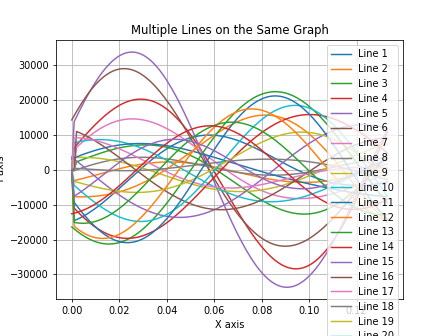 Multiple Lines on the Same Graph
30000
20000
10000
0
−10000
−20000
−30000
0.00
0.02
0.04
0.06
0.08
0.10
X axis
Line 1
Line 2
Line 3
Line 4
Line 5
Line 6
Line 7
Line 8
Line 9
Line 10
Line 11
Line 12
Line 13
Line 14
Line 15
Line 16
Line 17
Line 18
Line 19
Line 20